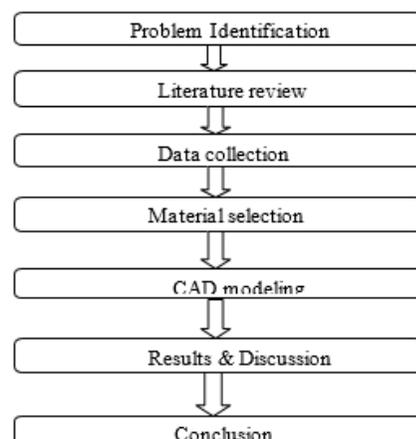 Problem Identification
Literature review
Data collection
Material selection
CAD modeling
Results & Discussion
Conclusion